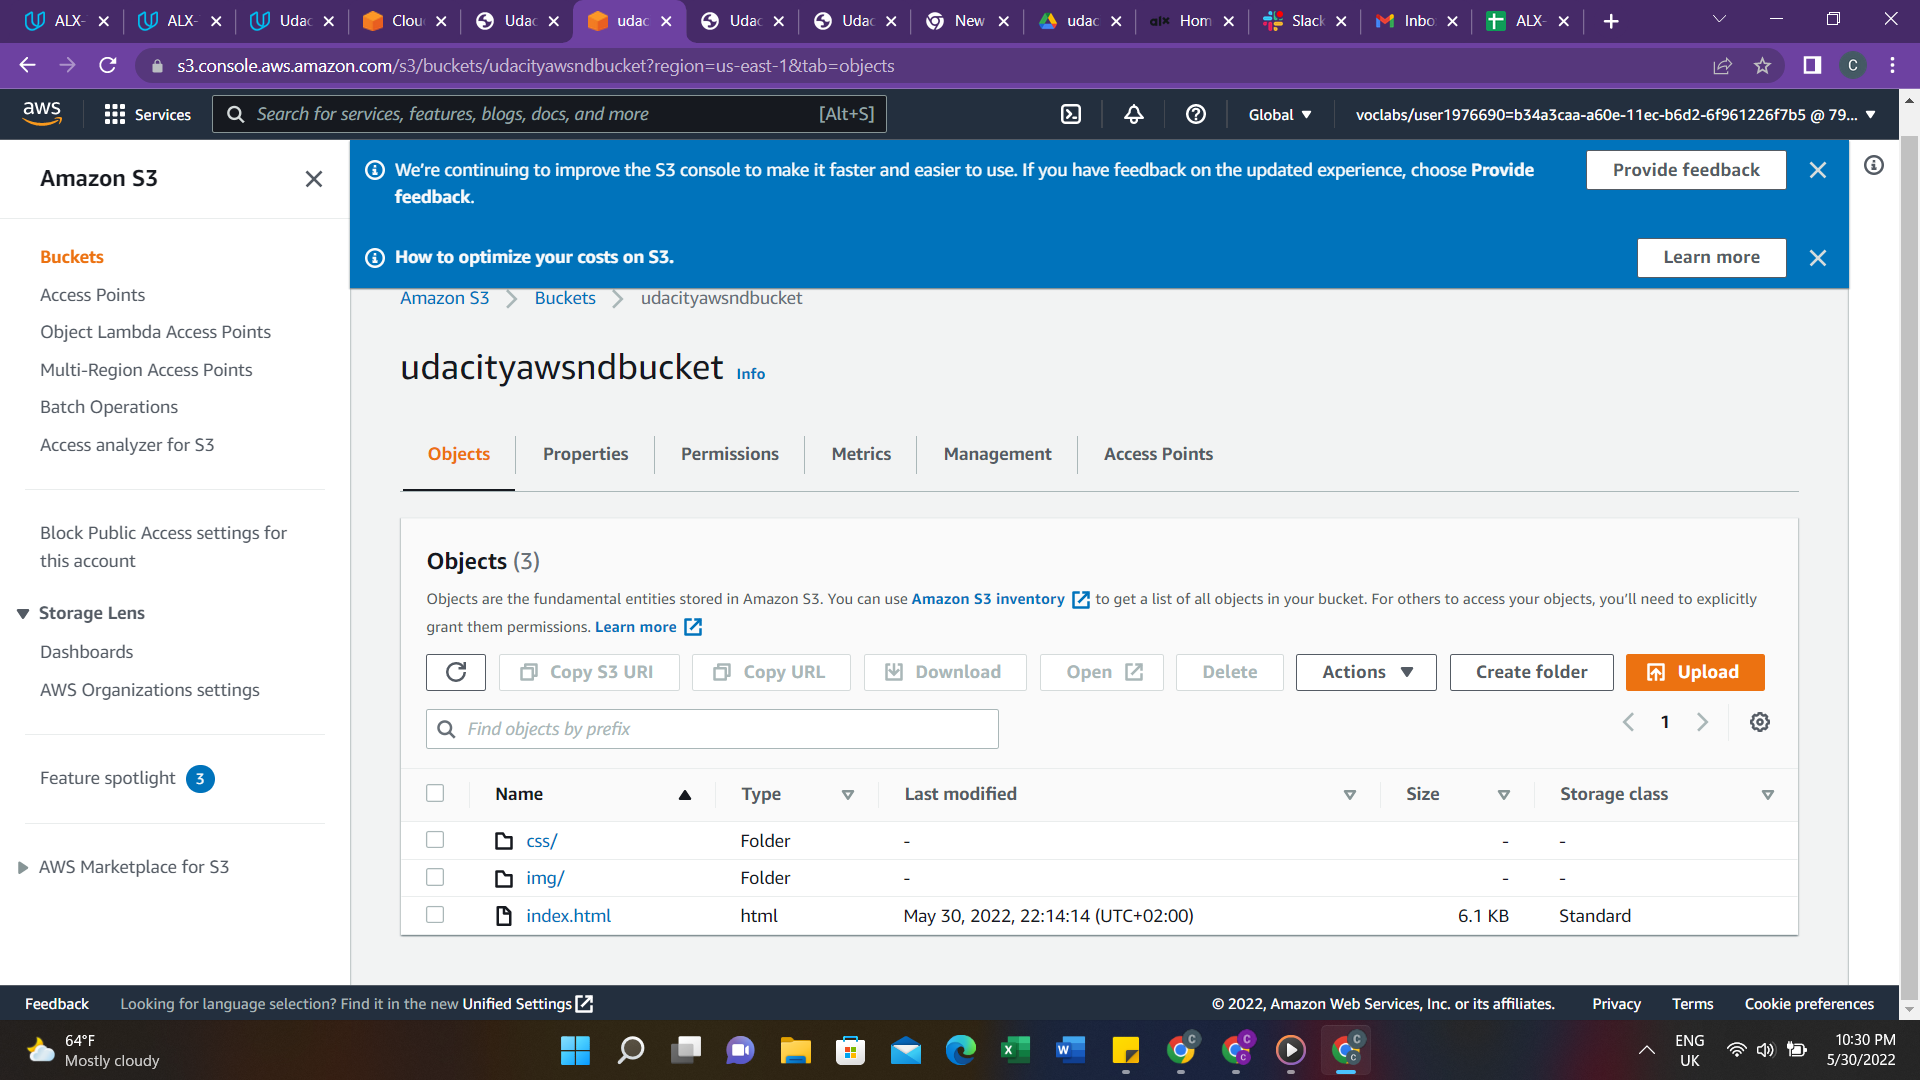 ALX-
ALX-
Udac
Clou
Udac
udac
Udac
Udac
New
udac
alx Hom
Slack
Inbo
ALX-
s3.console.aws.amazon.com/s3/buckets/udacityawsndbucket?region=us-east-1&tab=objects
C
aws
Services
Search for services, features, blogs, docs, and more
[Alt+S]
Global
voclabs/user1976690=b34a3caa-a60e-11ec-b6d2-6f961226f7b5 @ 79...
Amazon S3
Buckets
Access Points
Object Lambda Access Points
Multi-Region Access Points
Batch Operations
Access analyzer for S3
Block Public Access settings for
this account
Storage Lens
Dashboards
AWS Organizations settings
Feature spotlight 3
AWS Marketplace for S3
We're continuing to improve the S3 console to make it faster and easier to use. If you have feedback on the updated experience, choose Provide
feedback.
Provide feedback
How to optimize your costs on S3.
Learn more
Amazon S3 > Buckets > udacityawsndbucket
udacityawsndbucket Info
Objects
Properties
Permissions
Metrics
Management
Access Points
Objects (3)
Objects are the fundamental entities stored in Amazon S3. You can use Amazon S3 inventory to get a list of all objects in your bucket. For others to access your objects, you'll need to explicitly
grant them permissions. Learn more
Copy S3 URI
Copy URL
Download
Open
Delete
Actions
Create folder
Upload
Find objects by prefix
1
Name Type Last modified Size Storage class
css/ Folder - - -
img/ Folder - - -
index.html html May 30, 2022, 22:14:14 (UTC+02:00) 6.1 KB Standard
Feedback
Looking for language selection? Find it in the new Unified Settings
© 2022, Amazon Web Services, Inc. or its affiliates.
Privacy
Terms
Cookie preferences
64°F
Mostly cloudy
ENG
UK
10:30 PM
5/30/2022